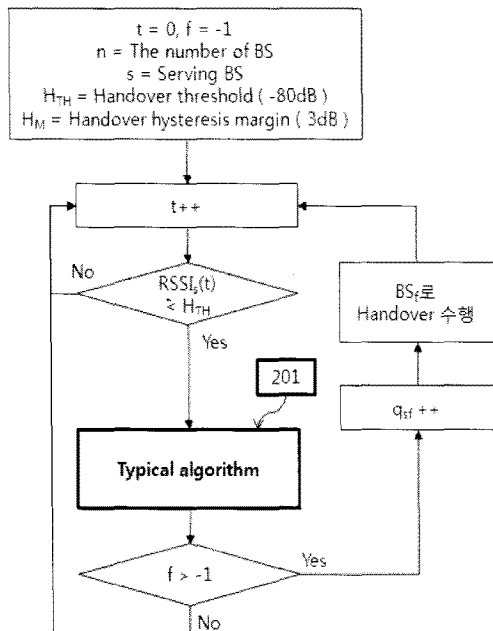 t = 0, f = -1
n = The number of BS
s = Serving BS
H_TH = Handover threshold ( -80dB )
H_M = Handover hysteresis margin ( 3dB )
t++
No
RSSI_s(t)
< H_TH
Yes
BS_f로
Handover 수행
201
q_sf ++
Typical algorithm
f > -1
Yes
No